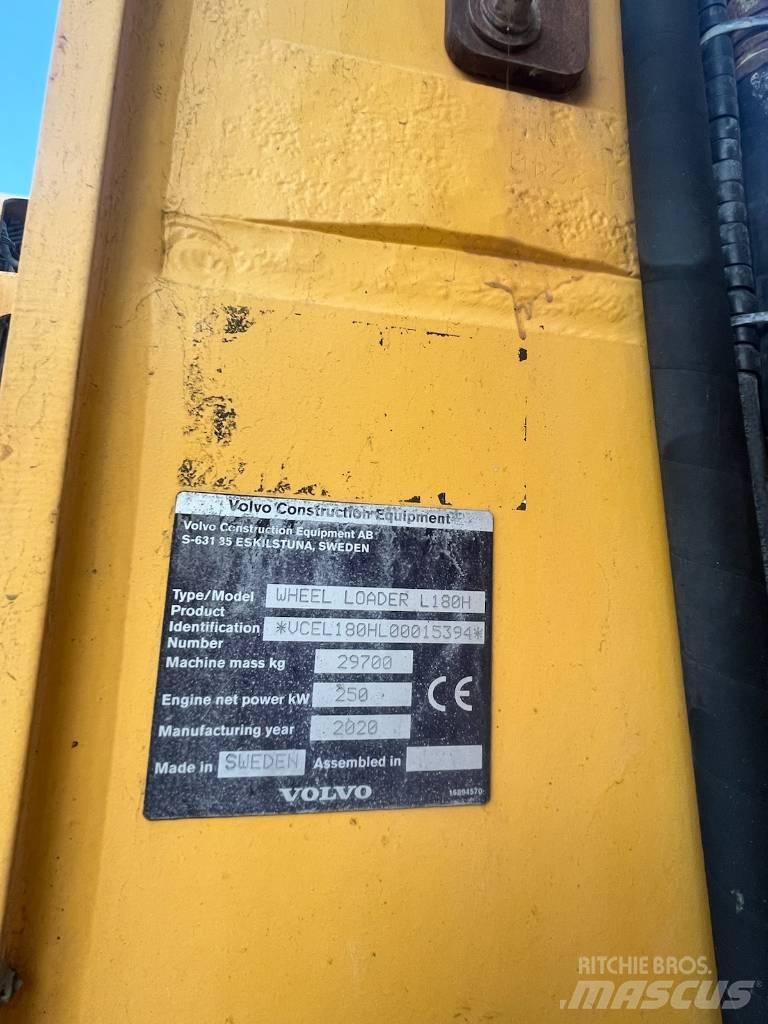 Volvo Construction Equipment
Volvo Construction Equipment AB
S-631 35 ESKILSTUNA, SWEDEN
Type/Model WHEEL LOADER L180H
Product
Identification *VCEL180HL00015394*
Number
Machine mass kg 29700
Engine net power kW 250 CE
Manufacturing year 2020
Made in SWEDEN Assembled in
VOLVO 16894570
RITCHIE BROS.
MASCUS